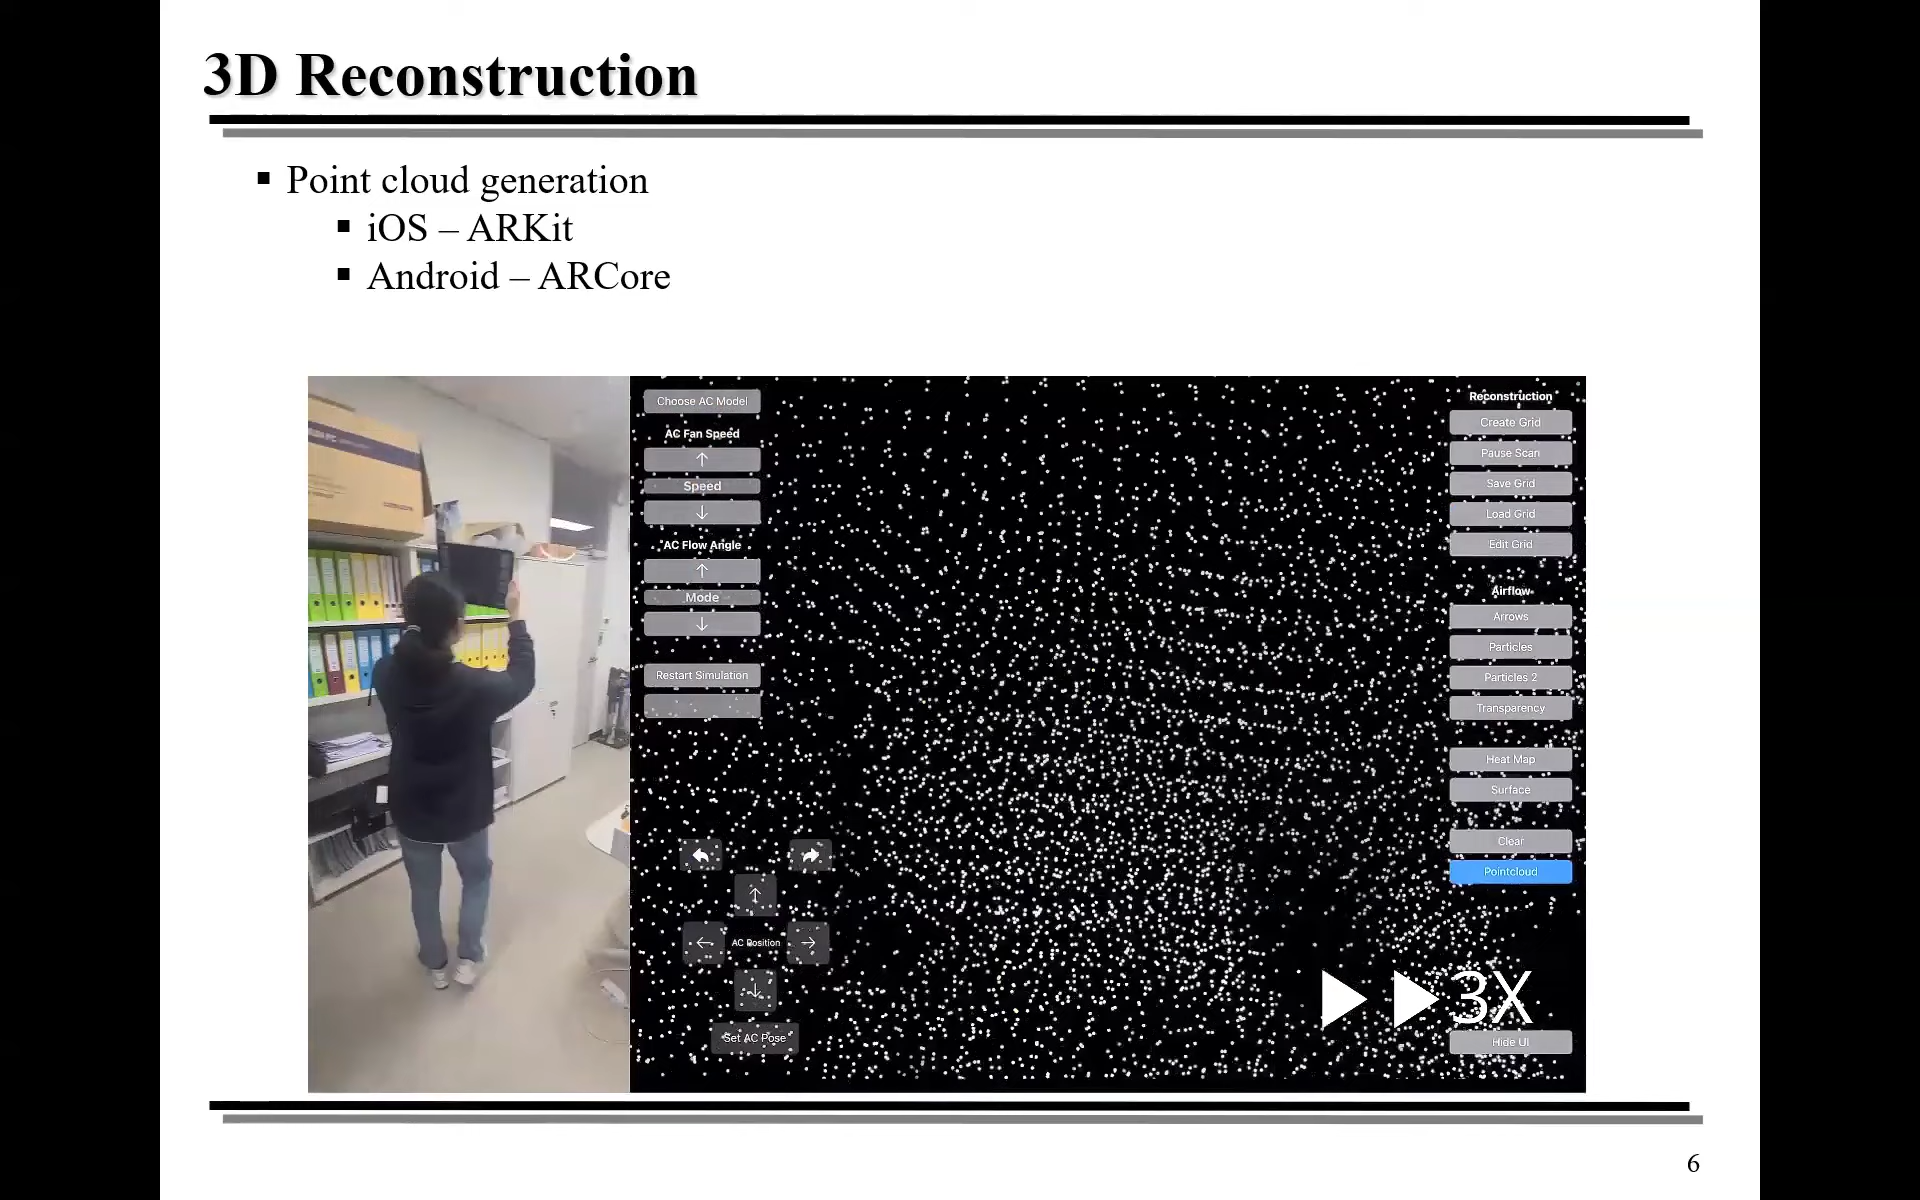 3D Reconstruction
Point cloud generation
iOS – ARKit
Android – ARCore
Choose AC Model
AC Fan Speed
↑
Speed
↓
AC Flow Angle
↑
Mode
↓
Restart Simulation
AC Position
Set AC Pose
Reconstruction
Create Grid
Pause Scan
Save Grid
Load Grid
Edit Grid
Airflow
Arrows
Particles
Particles 2
Transparency
Heat Map
Surface
Clear
Pointcloud
3X
Hide UI
6